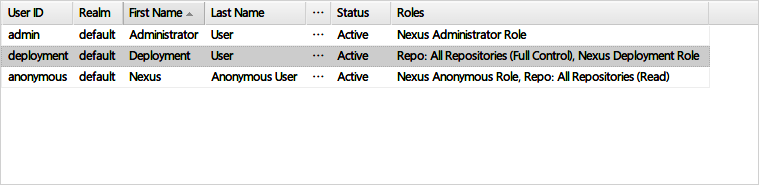 User ID Realm First Name Last Name ... Status Roles
admin default Administrator User Active Nexus Administrator Role
deployment default Deployment User ... Active Repo: All Repositories (Full Control), Nexus Deployment Role
anonymous default Nexus Anonymous User ... Active Nexus Anonymous Role, Repo: All Repositories (Read)